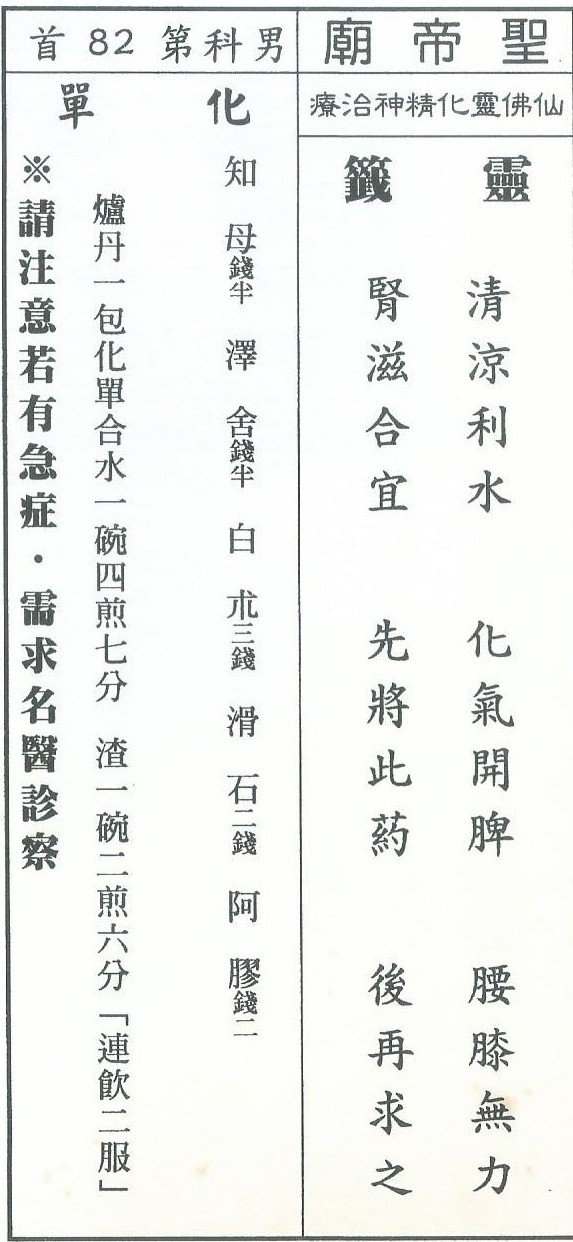 聖帝廟
仙佛靈化精神治療
靈籤
清涼利水 化氣開脾 腰膝無力
腎滋合宜 先將此葯 後再求之
男科第82首
化單
知母錢半 澤舍錢半 白朮三錢 滑石二錢 阿膠錢二
爐丹一包化單合水一碗四煎七分 渣一碗二煎六分「連飲二服」
※請注意若有急症·需求名醫診察